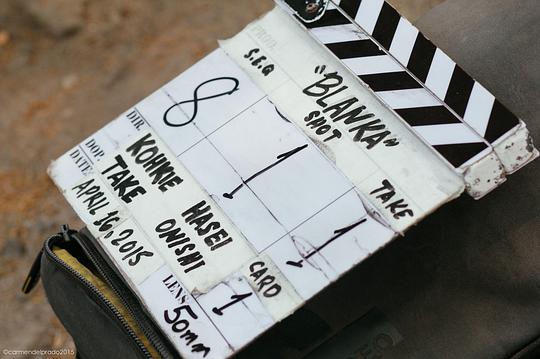 PROD.
"BLANKA"
S.E.Q
SHOT
TAKE
8
1
1
DIR.
KOHKIE HASEI
DOP.
TAKE ONISHI
CARD
1
DATE:
APRIL 16, 2015
LENS
50mm
©carmendelprado2015